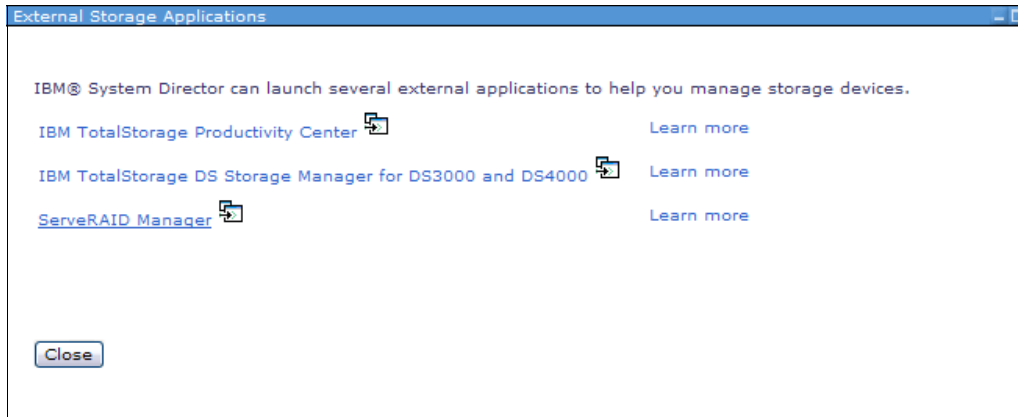 External Storage Applications
IBM® System Director can launch several external applications to help you manage storage devices.
IBM TotalStorage Productivity Center Learn more
IBM TotalStorage DS Storage Manager for DS3000 and DS4000 Learn more
ServeRAID Manager Learn more
Close